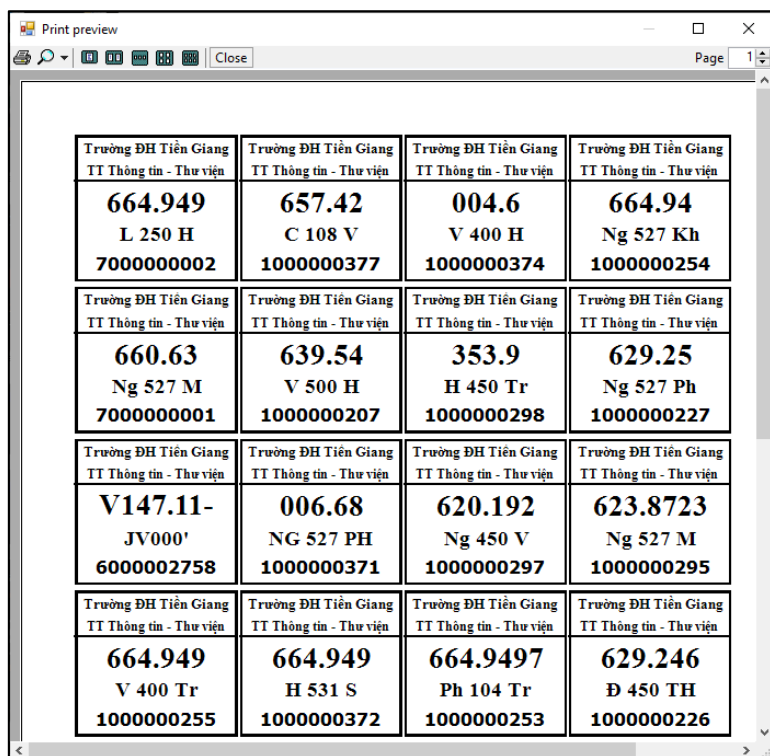 Print preview
Close
Page 1
Trường ĐH Tiền Giang
TT Thông tin - Thư viện
664.949
L 250 H
7000000002
Trường ĐH Tiền Giang
TT Thông tin - Thư viện
657.42
C 108 V
1000000377
Trường ĐH Tiền Giang
TT Thông tin - Thư viện
004.6
V 400 H
1000000374
Trường ĐH Tiền Giang
TT Thông tin - Thư viện
664.94
Ng 527 Kh
1000000254
Trường ĐH Tiền Giang
TT Thông tin - Thư viện
660.63
Ng 527 M
7000000001
Trường ĐH Tiền Giang
TT Thông tin - Thư viện
639.54
V 500 H
1000000207
Trường ĐH Tiền Giang
TT Thông tin - Thư viện
353.9
H 450 Tr
1000000298
Trường ĐH Tiền Giang
TT Thông tin - Thư viện
629.25
Ng 527 Ph
1000000227
Trường ĐH Tiền Giang
TT Thông tin - Thư viện
V147.11-
JV000'
6000002758
Trường ĐH Tiền Giang
TT Thông tin - Thư viện
006.68
NG 527 PH
1000000371
Trường ĐH Tiền Giang
TT Thông tin - Thư viện
620.192
Ng 450 V
1000000297
Trường ĐH Tiền Giang
TT Thông tin - Thư viện
623.8723
Ng 527 M
1000000295
Trường ĐH Tiền Giang
TT Thông tin - Thư viện
664.949
V 400 Tr
1000000255
Trường ĐH Tiền Giang
TT Thông tin - Thư viện
664.949
H 531 S
1000000372
Trường ĐH Tiền Giang
TT Thông tin - Thư viện
664.9497
Ph 104 Tr
1000000253
Trường ĐH Tiền Giang
TT Thông tin - Thư viện
629.246
Đ 450 TH
1000000226